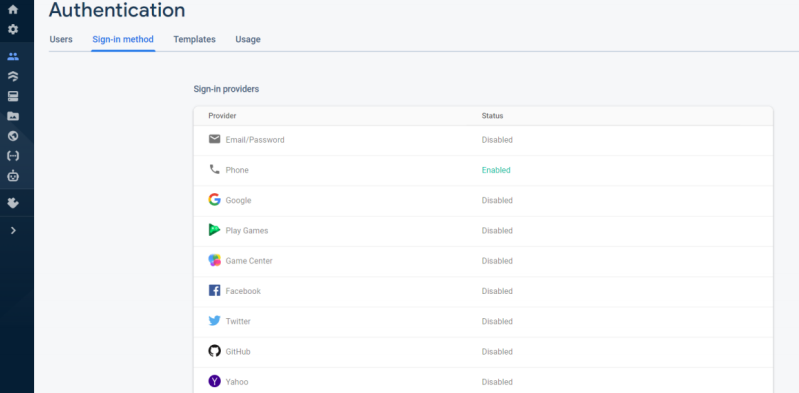 Authentication
Users Sign-in method Templates Usage
Sign-in providers
Provider Status
Email/Password Disabled
Phone Enabled
Google Disabled
Play Games Disabled
Game Center Disabled
Facebook Disabled
Twitter Disabled
GitHub Disabled
Yahoo Disabled